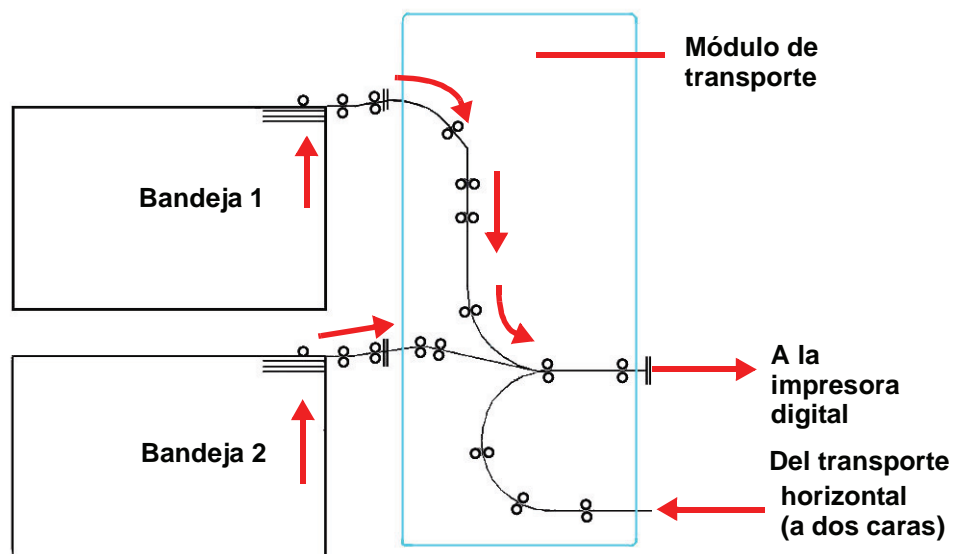 Módulo de
transporte
Bandeja 1
A la
impresora
digital
Bandeja 2
Del transporte
horizontal
(a dos caras)